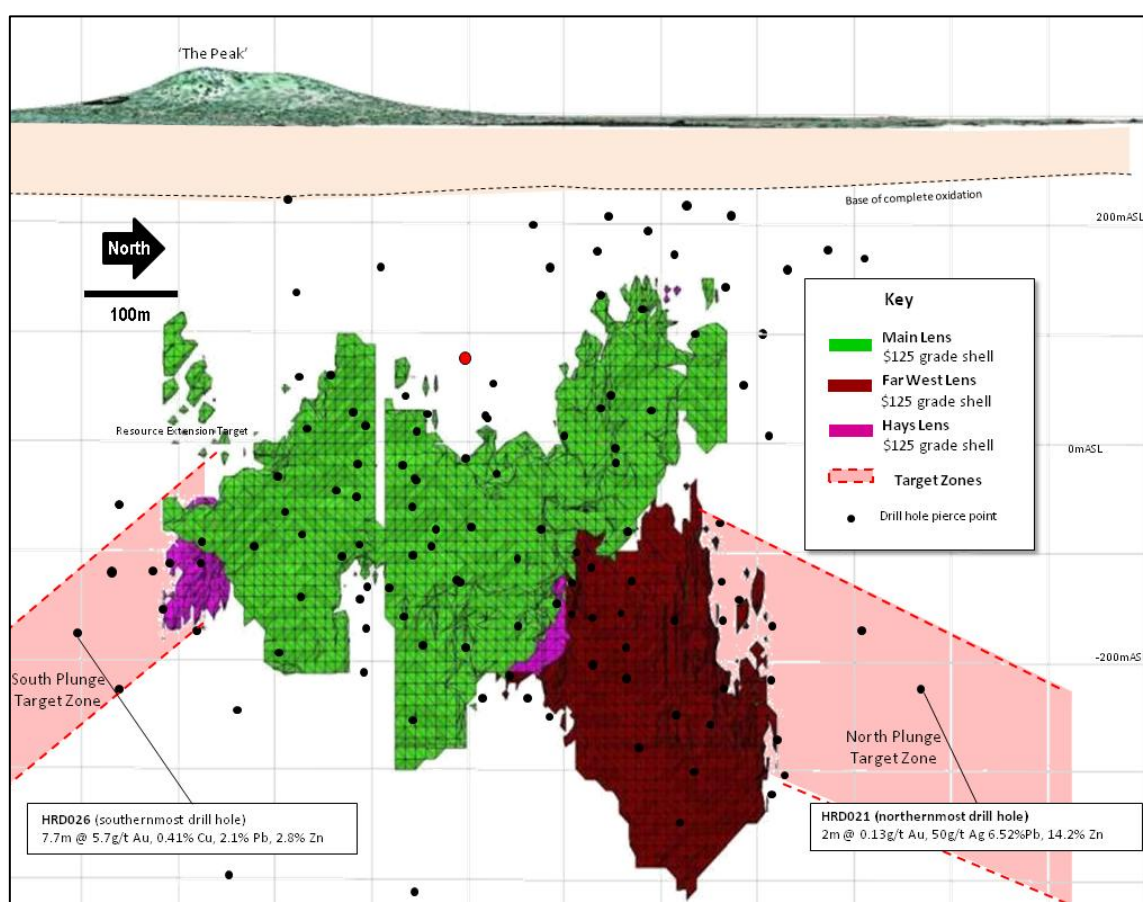 'The Peak'
Base of complete oxidation
200mASL
North
100m
Key
Main Lens
$125 grade shell
Far West Lens
$125 grade shell
Hays Lens
$125 grade shell
Target Zones
Drill hole pierce point
Resource Extension Target
0mASL
-200mASL
South Plunge
Target Zone
North Plunge
Target Zone
HRD026 (southernmost drill hole)
7.7m @ 5.7g/t Au, 0.41% Cu, 2.1% Pb, 2.8% Zn
HRD021 (northernmost drill hole)
2m @ 0.13g/t Au, 50g/t Ag 6.52%Pb, 14.2% Zn